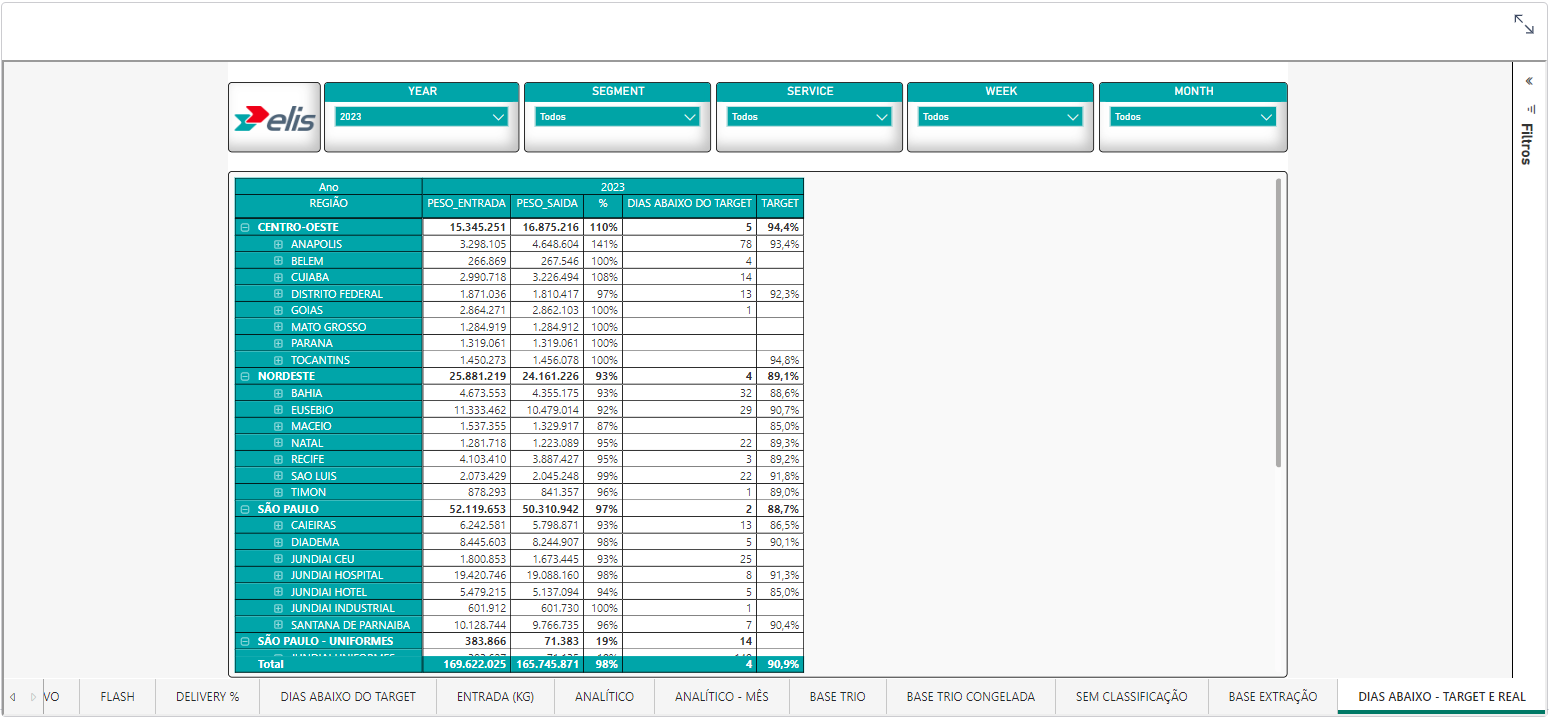 YEAR SEGMENT SERVICE WEEK MONTH
elis 2023 Todos Todos Todos Todos
Filtros
Ano 2023
REGIÃO PESO_ENTRADA PESO_SAIDA % DIAS ABAIXO DO TARGET TARGET
CENTRO-OESTE 15.345.251 16.875.216 110% 5 94,4%
ANAPOLIS 3.298.105 4.648.604 141% 78 93,4%
BELEM 266.869 267.546 100% 4
CUIABA 2.990.718 3.226.494 108% 14
DISTRITO FEDERAL 1.871.036 1.810.417 97% 13 92,3%
GOIAS 2.864.271 2.862.103 100% 1
MATO GROSSO 1.284.919 1.284.912 100%
PARANA 1.319.061 1.319.061 100%
TOCANTINS 1.450.273 1.456.078 100% 94,8%
NORDESTE 25.881.219 24.161.226 93% 4 89,1%
BAHIA 4.673.553 4.355.175 93% 32 88,6%
EUSEBIO 11.333.462 10.479.014 92% 29 90,7%
MACEIO 1.537.355 1.329.917 87% 85,0%
NATAL 1.281.718 1.223.089 95% 22 89,3%
RECIFE 4.103.410 3.887.427 95% 3 89,2%
SAO LUIS 2.073.429 2.045.248 99% 22 91,8%
TIMON 878.293 841.357 96% 1 89,0%
SÃO PAULO 52.119.653 50.310.942 97% 2 88,7%
CAIEIRAS 6.242.581 5.798.871 93% 13 86,5%
DIADEMA 8.445.603 8.244.907 98% 5 90,1%
JUNDIAI CEU 1.800.853 1.673.445 93% 25
JUNDIAI HOSPITAL 19.420.746 19.088.160 98% 8 91,3%
JUNDIAI HOTEL 5.479.215 5.137.094 94% 5 85,0%
JUNDIAI INDUSTRIAL 601.912 601.730 100% 1
SANTANA DE PARNAIBA 10.128.744 9.766.735 96% 7 90,4%
SÃO PAULO - UNIFORMES 383.866 71.383 19% 14
Total 169.622.025 165.745.871 98% 4 90,9%
VO FLASH DELIVERY % DIAS ABAIXO DO TARGET ENTRADA (KG) ANALÍTICO ANALÍTICO - MÊS BASE TRIO BASE TRIO CONGELADA SEM CLASSIFICAÇÃO BASE EXTRAÇÃO DIAS ABAIXO - TARGET E REAL